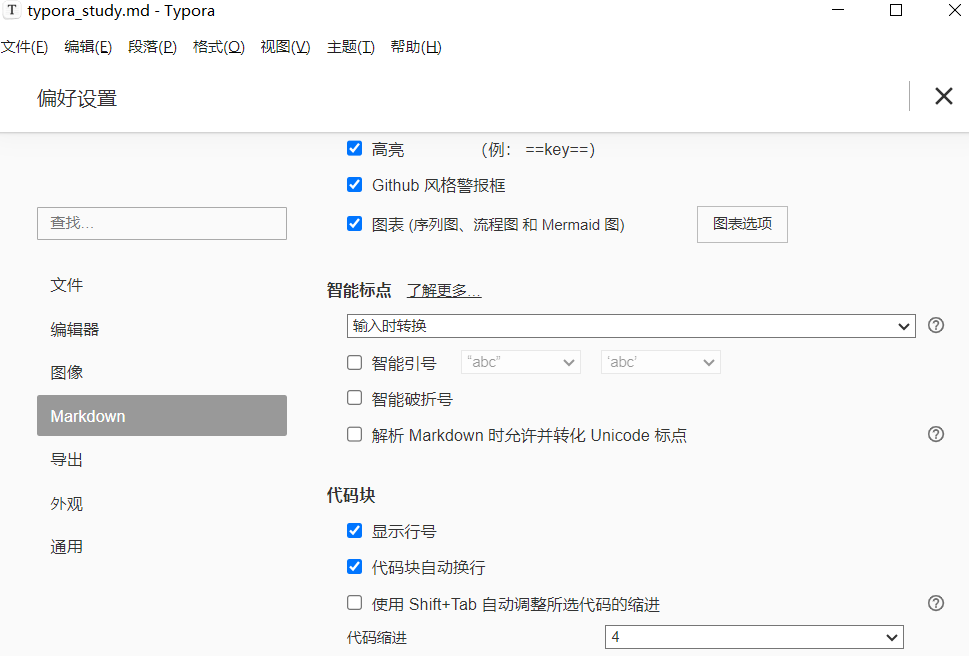 T typora_study.md - Typora
文件(F) 编辑(E) 段落(P) 格式(O) 视图(V) 主题(T) 帮助(H)
偏好设置
高亮 (例: ==key==)
Github 风格警报框
查找...
图表 (序列图、流程图 和 Mermaid 图) 图表选项
文件
智能标点 了解更多...
编辑器
输入时转换
图像
智能引号 “abc” ‘abc’
智能破折号
Markdown
解析 Markdown 时允许并转化 Unicode 标点
导出
外观
代码块
显示行号
通用
代码块自动换行
使用 Shift+Tab 自动调整所选代码的缩进
代码缩进 4